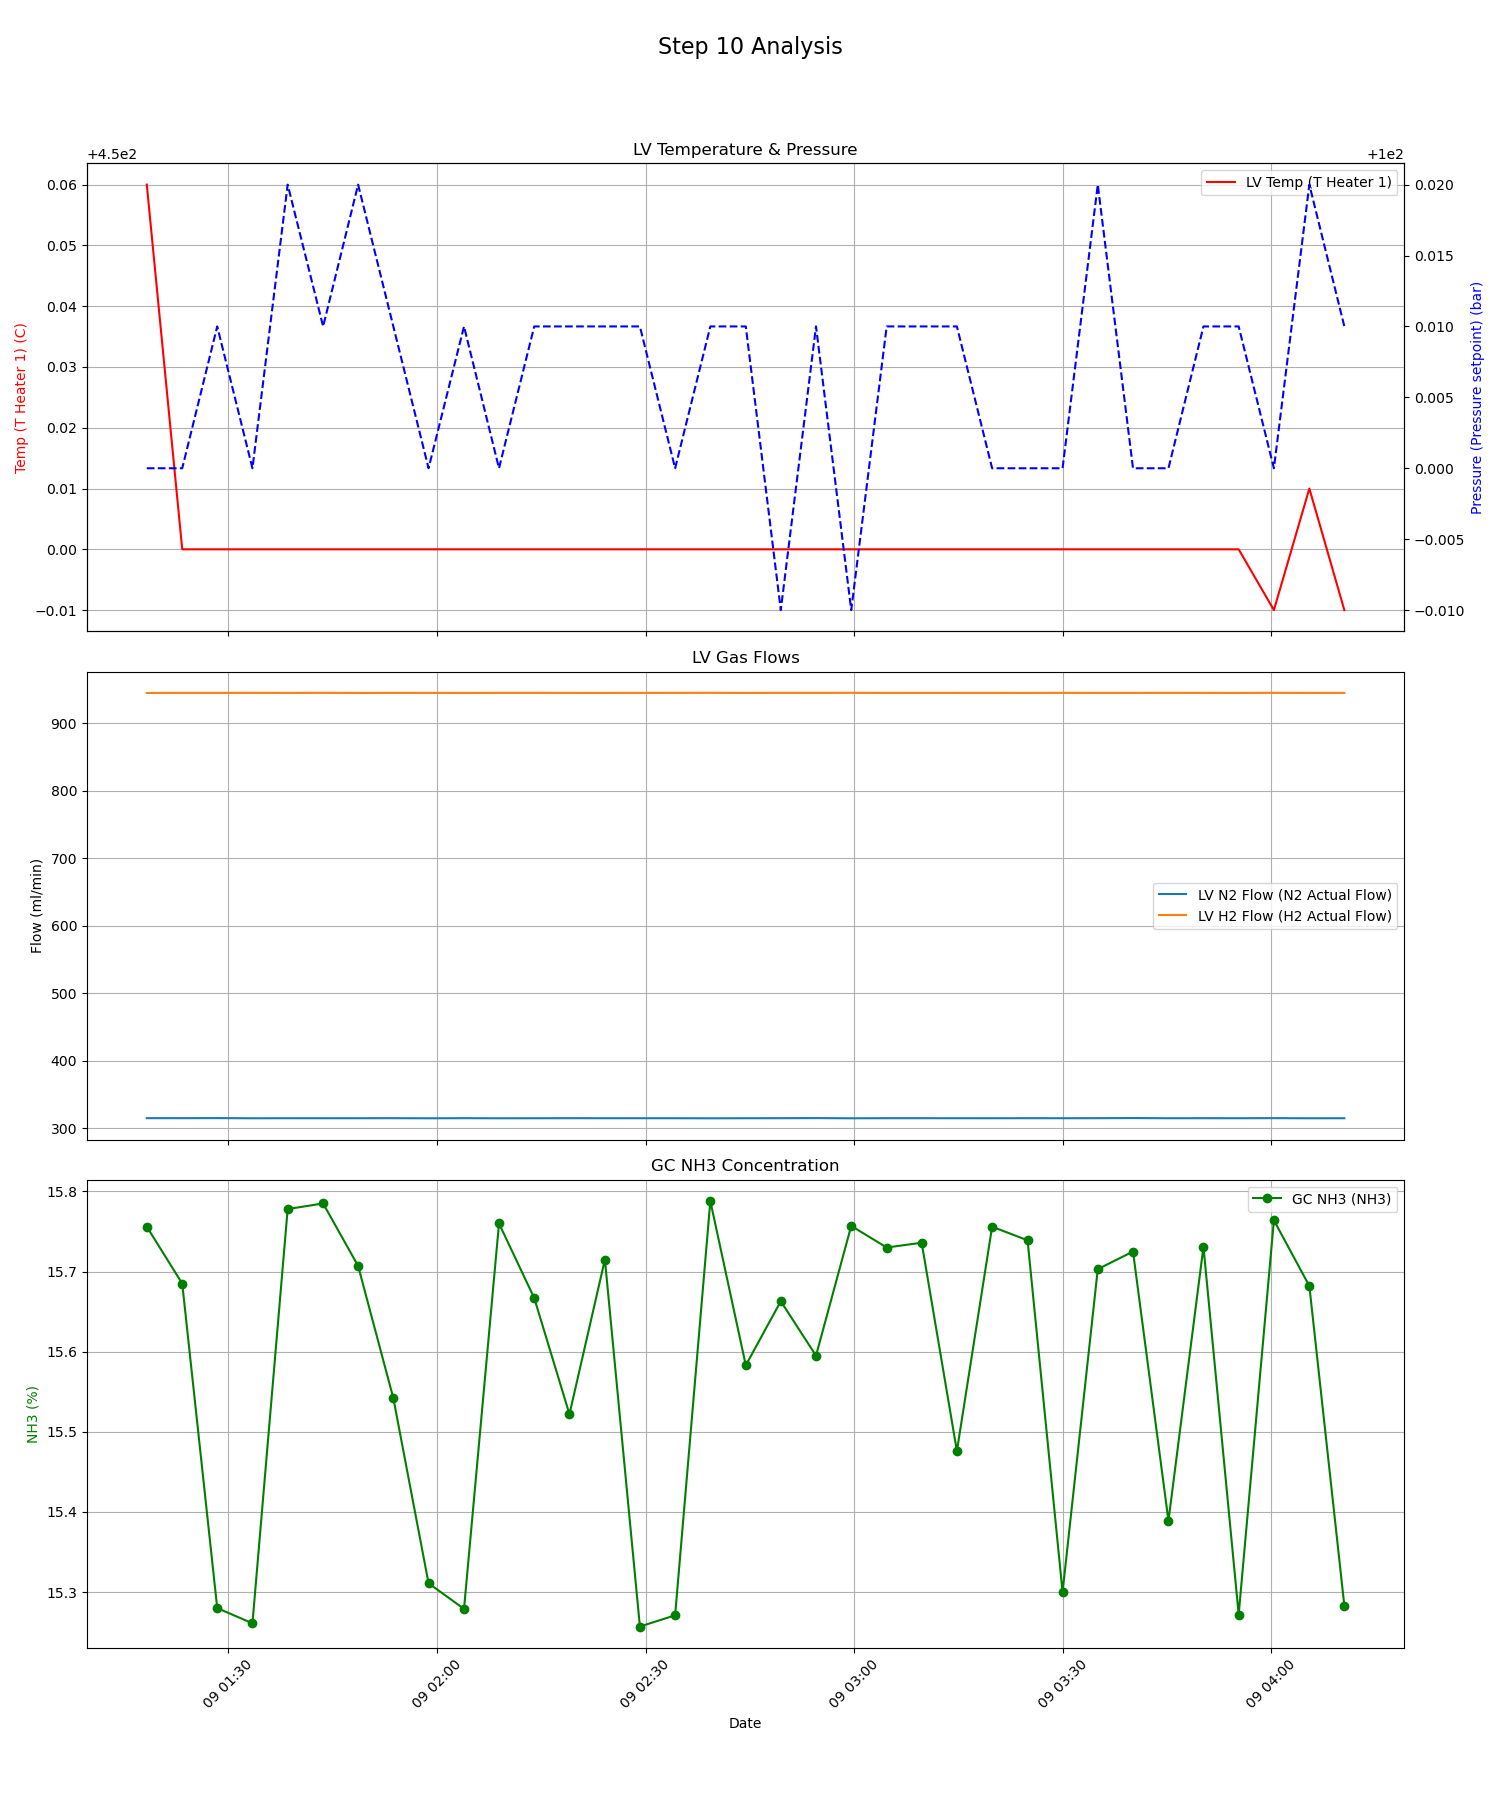 Step 10 Analysis
LV Temperature & Pressure
+4.5e2
+1e2
LV Temp (T Heater 1)
0.06
0.05
0.04
0.03
0.02
0.01
0.00
−0.01
Temp (T Heater 1) (C)
0.020
0.015
0.010
0.005
0.000
−0.005
−0.010
Pressure (Pressure setpoint) (bar)
LV Gas Flows
900
800
700
600
500
400
300
Flow (ml/min)
LV N2 Flow (N2 Actual Flow)
LV H2 Flow (H2 Actual Flow)
GC NH3 Concentration
GC NH3 (NH3)
15.8
15.7
15.6
15.5
15.4
15.3
NH3 (%)
09 01:30
09 02:00
09 02:30
09 03:00
09 03:30
09 04:00
Date